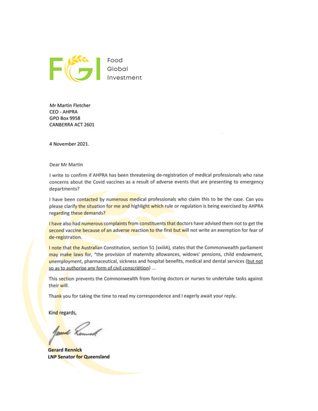 FGI
Food
Global
Investment
Mr Martin Fletcher
CEO - AHPRA
GPO Box 9958
CANBERRA ACT 2601
4 November 2021.
Dear Mr Martin
I write to confirm if AHPRA has been threatening de-registration of medical professionals who raise
concerns about the Covid vaccines as a result of adverse events that are presenting to emergency
departments?
I have been contacted by numerous medical professionals who claim this to be the case. Can you
please clarify the situation for me and highlight which rule or regulation is being exercised by AHPRA
regarding these demands?
I have also had numerous complaints from constituents that doctors have advised them not to get the
second vaccine because of an adverse reaction to the first but will not write an exemption for fear of
de-registration.
I note that the Australian Constitution, section 51 (xxiiiA), states that the Commonwealth parliament
may make laws for, "the provision of maternity allowances, widows' pensions, child endowment,
unemployment, pharmaceutical, sickness and hospital benefits, medical and dental services (but not
so as to authorise any form of civil conscription) ...
This section prevents the Commonwealth from forcing doctors or nurses to undertake tasks against
their will.
Thank you for taking the time to read my correspondence and I eagerly await your reply.
Kind regards,
Gerard Rennick
Gerard Rennick
LNP Senator for Queensland